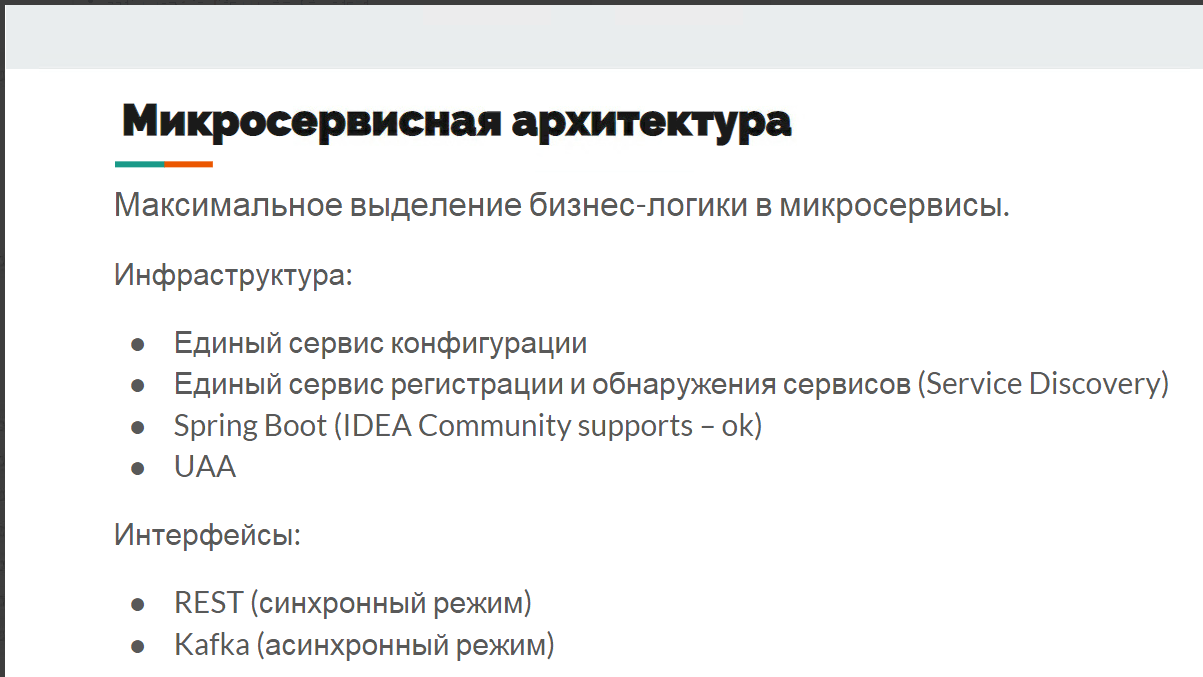 Микросервисная архитектура
Максимальное выделение бизнес-логики в микросервисы.
Инфраструктура:
● Единый сервис конфигурации
● Единый сервис регистрации и обнаружения сервисов (Service Discovery)
● Spring Boot (IDEA Community supports – ok)
● UAA
Интерфейсы:
● REST (синхронный режим)
● Kafka (асинхронный режим)